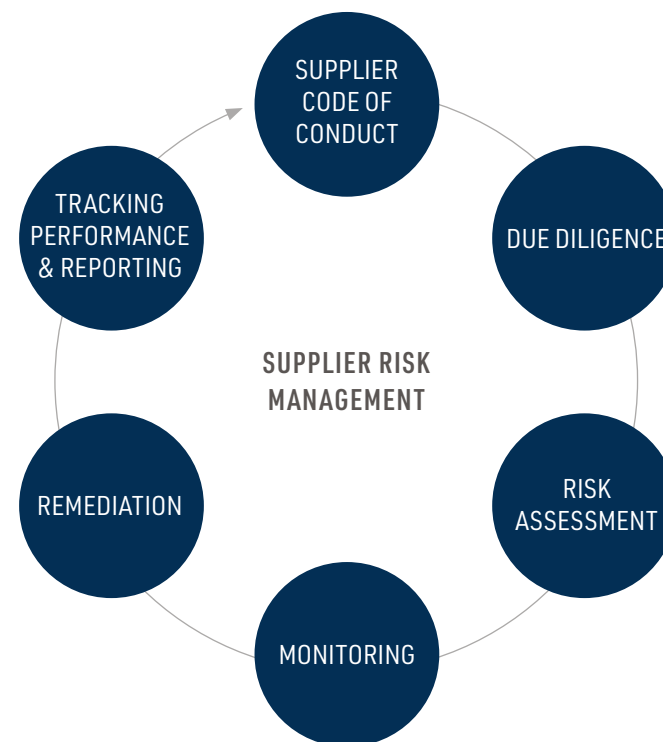 SUPPLIER
CODE OF
CONDUCT
DUE DILIGENCE
RISK
ASSESSMENT
MONITORING
REMEDIATION
TRACKING
PERFORMANCE
& REPORTING
SUPPLIER RISK
MANAGEMENT